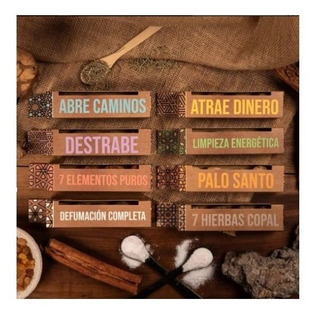 ABRE CAMINOS
ATRAE DINERO
DESTRABE
LIMPIEZA ENERGÉTICA
7 ELEMENTOS PUROS
PALO SANTO
DEFUMACIÓN COMPLETA
7 HIERBAS COPAL